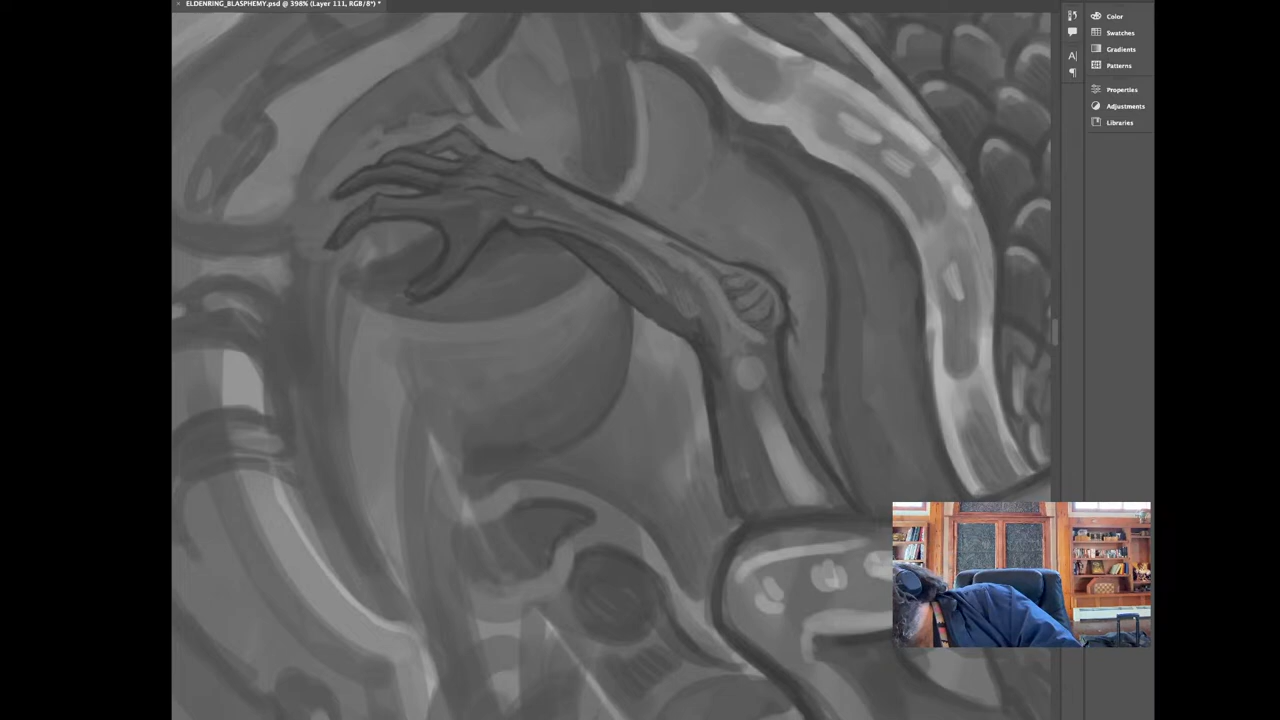 × ELDENRING_BLASPHEMY.psd @ 398% (Layer 111, RGB/8*) *
Color
Swatches
Gradients
A| Patterns
¶
Properties
Adjustments
Libraries